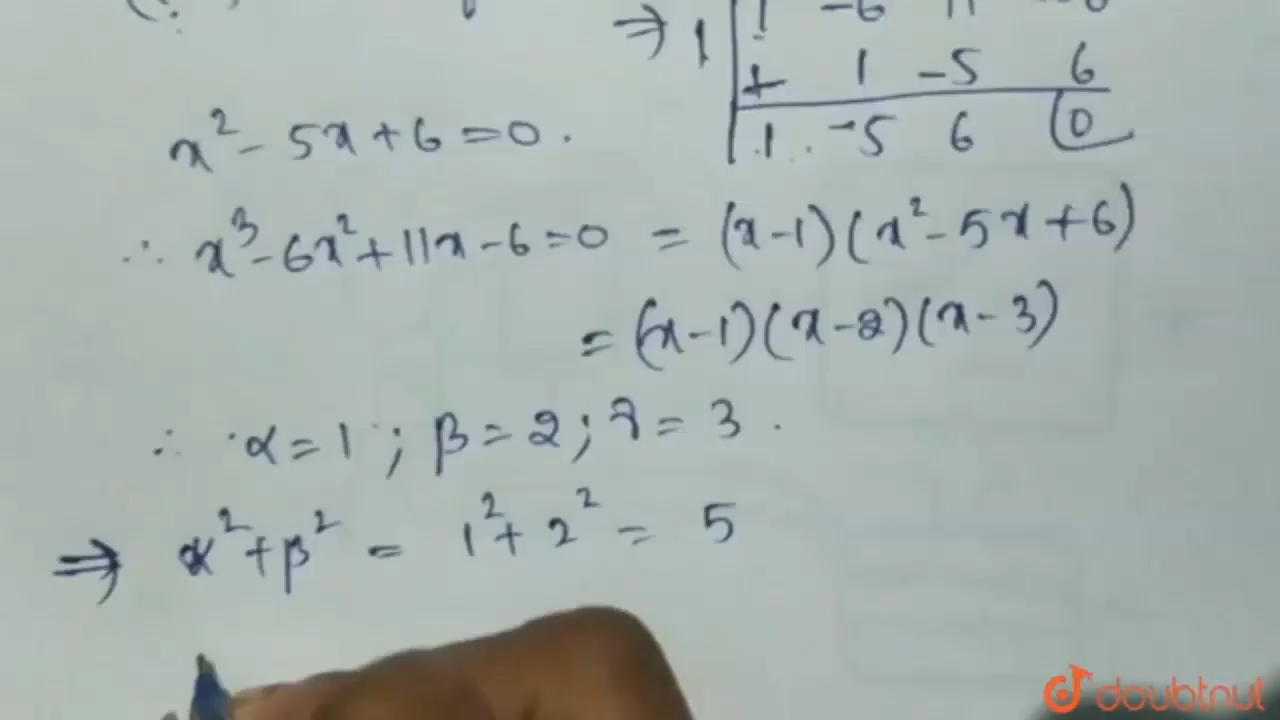 ⇒ 1 | 1 -6 11 -6
+ 1 -5 6
1 -5 6 0
x² - 5x + 6 = 0.
∴ x³ - 6x² + 11x - 6 = 0 = (x-1)(x² - 5x + 6)
= (x-1)(x-2)(x-3)
∴ α = 1 ; β = 2 ; γ = 3 .
⇒ α² + β² = 1² + 2² = 5
doubtnut